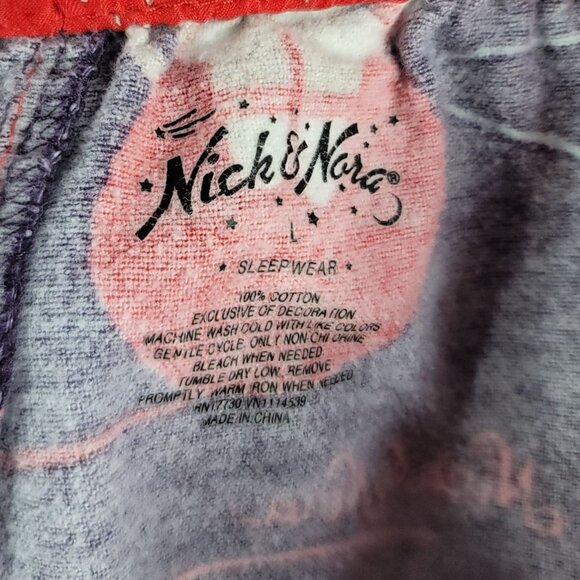 Nick & Nora®
L
★ SLEEPWEAR ★
100% COTTON
EXCLUSIVE OF DECORATION
MACHINE WASH COLD WITH LIKE COLORS
GENTLE CYCLE. ONLY NON CHLORINE
BLEACH WHEN NEEDED.
TUMBLE DRY LOW. REMOVE
PROMPTLY. WARM IRON WHEN NEEDED
RN17730 VN1114539
MADE IN CHINA